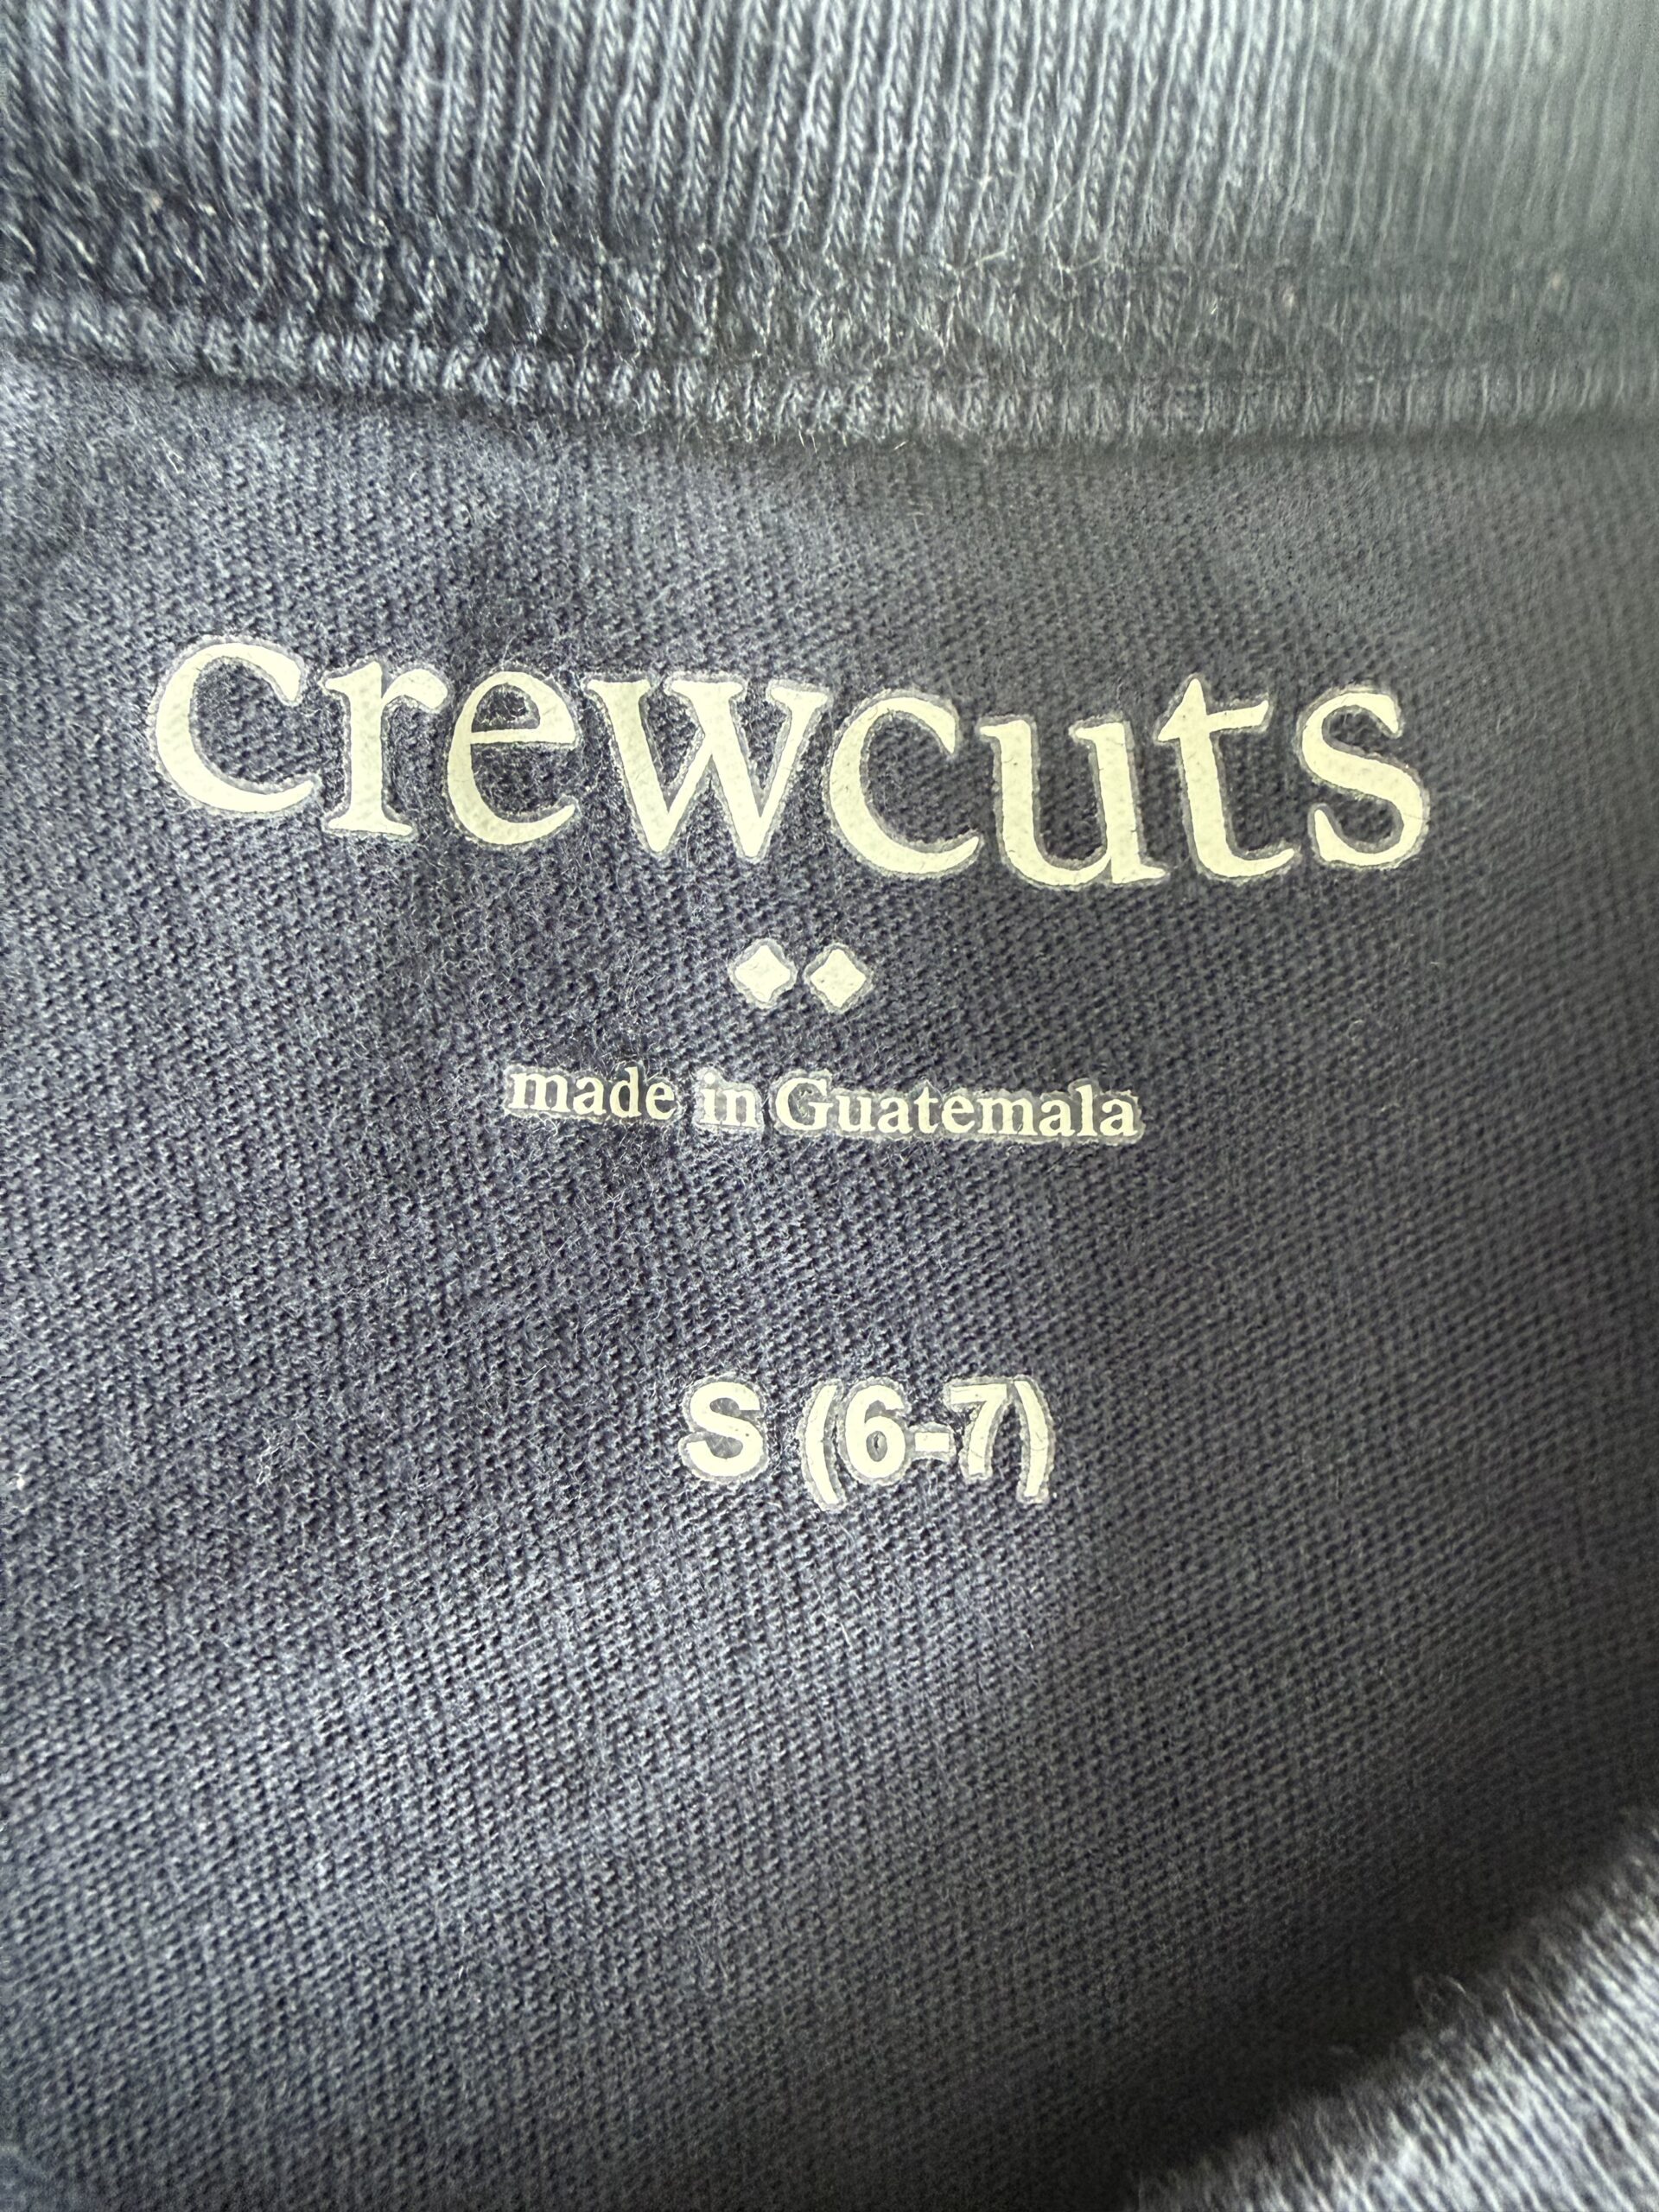 crewcuts
made in Guatemala
S (6-7)